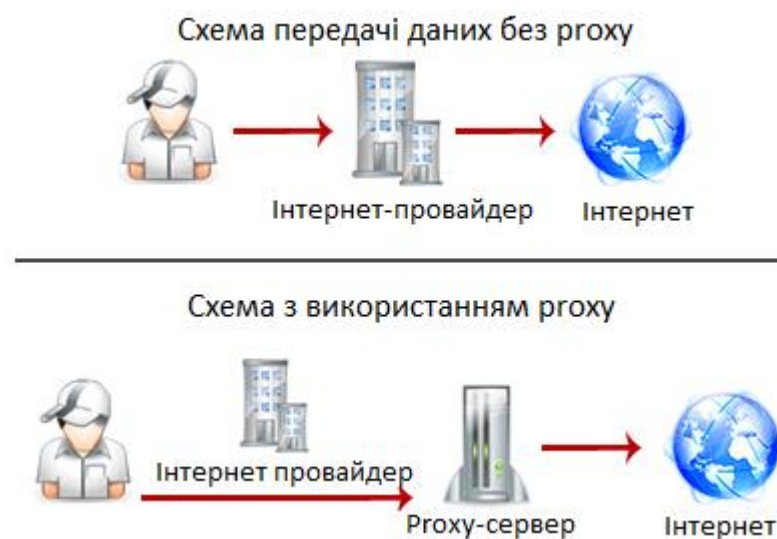 Схема передачі даних без proxy
Інтернет-провайдер
Інтернет
Схема з використанням proxy
Інтернет провайдер
Proxy-сервер
Інтернет